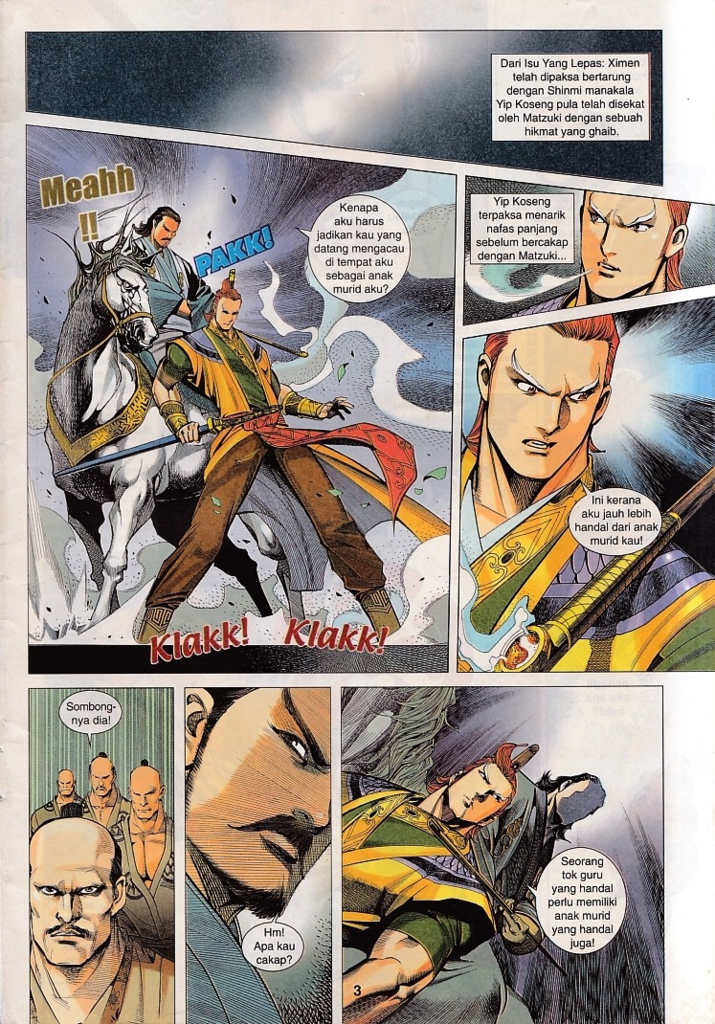 Dari Isu Yang Lepas: Ximen
telah dipaksa bertarung
dengan Shinmi manakala
Yip Koseng pula telah disekat
oleh Matzuki dengan sebuah
hikmat yang ghaib.
Meahh
!!
PAKK!
Kenapa
aku harus
jadikan kau yang
datang mengacau
di tempat aku
sebagai anak
murid aku?
Klakk!
Klakk!
Yip Koseng
terpaksa menarik
nafas panjang
sebelum bercakap
dengan Matzuki...
Ini kerana
aku jauh lebih
handal dari anak
murid kau!
Sombong-
nya dia!
Hm!
Apa kau
cakap?
Seorang
tok guru
yang handal
perlu memiliki
anak murid
yang handal
juga!
3